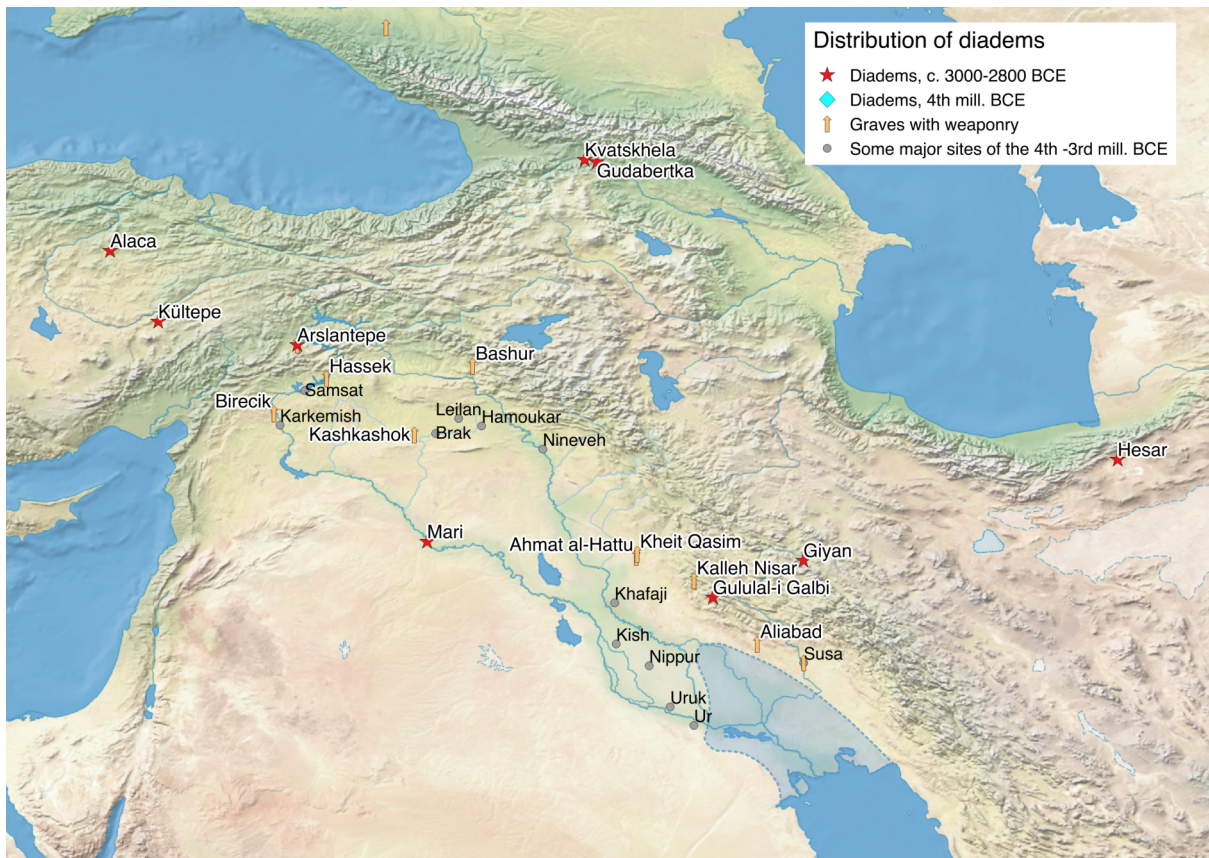 Distribution of diadems
Diadems, c. 3000-2800 BCE
Diadems, 4th mill. BCE
Graves with weaponry
Some major sites of the 4th -3rd mill. BCE
Kvatskhela
Gudabertka
Alaca
Kültepe
Arslantepe
Bashur
Hassek
Samsat
Birecik
Karkemish
Leilan
Hamoukar
Kashkashok
Brak
Nineveh
Hesar
Mari
Ahmat al-Hattu
Kheit Qasim
Giyan
Kalleh Nisar
Gululal-i Galbi
Khafaji
Aliabad
Kish
Susa
Nippur
Uruk
Ur